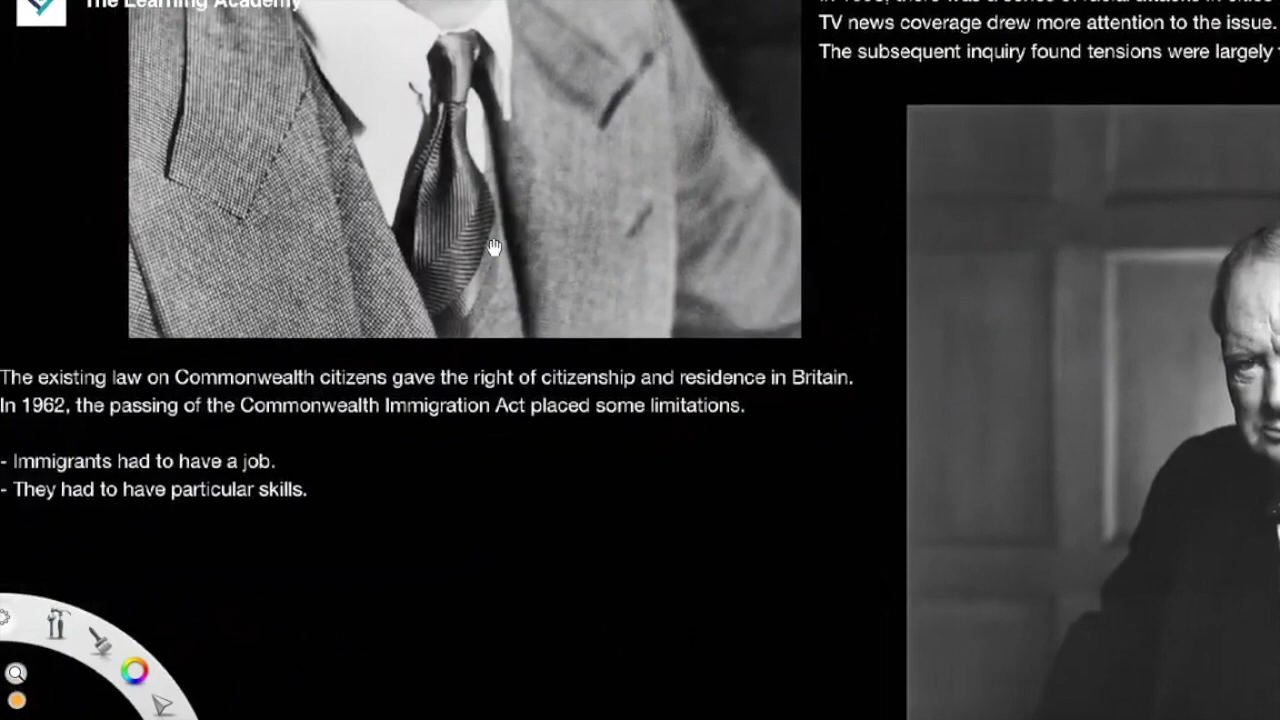 The Learning Academy
TV news coverage drew more attention to the issue.
The subsequent inquiry found tensions were largely
The existing law on Commonwealth citizens gave the right of citizenship and residence in Britain.
In 1962, the passing of the Commonwealth Immigration Act placed some limitations.
- Immigrants had to have a job.
- They had to have particular skills.